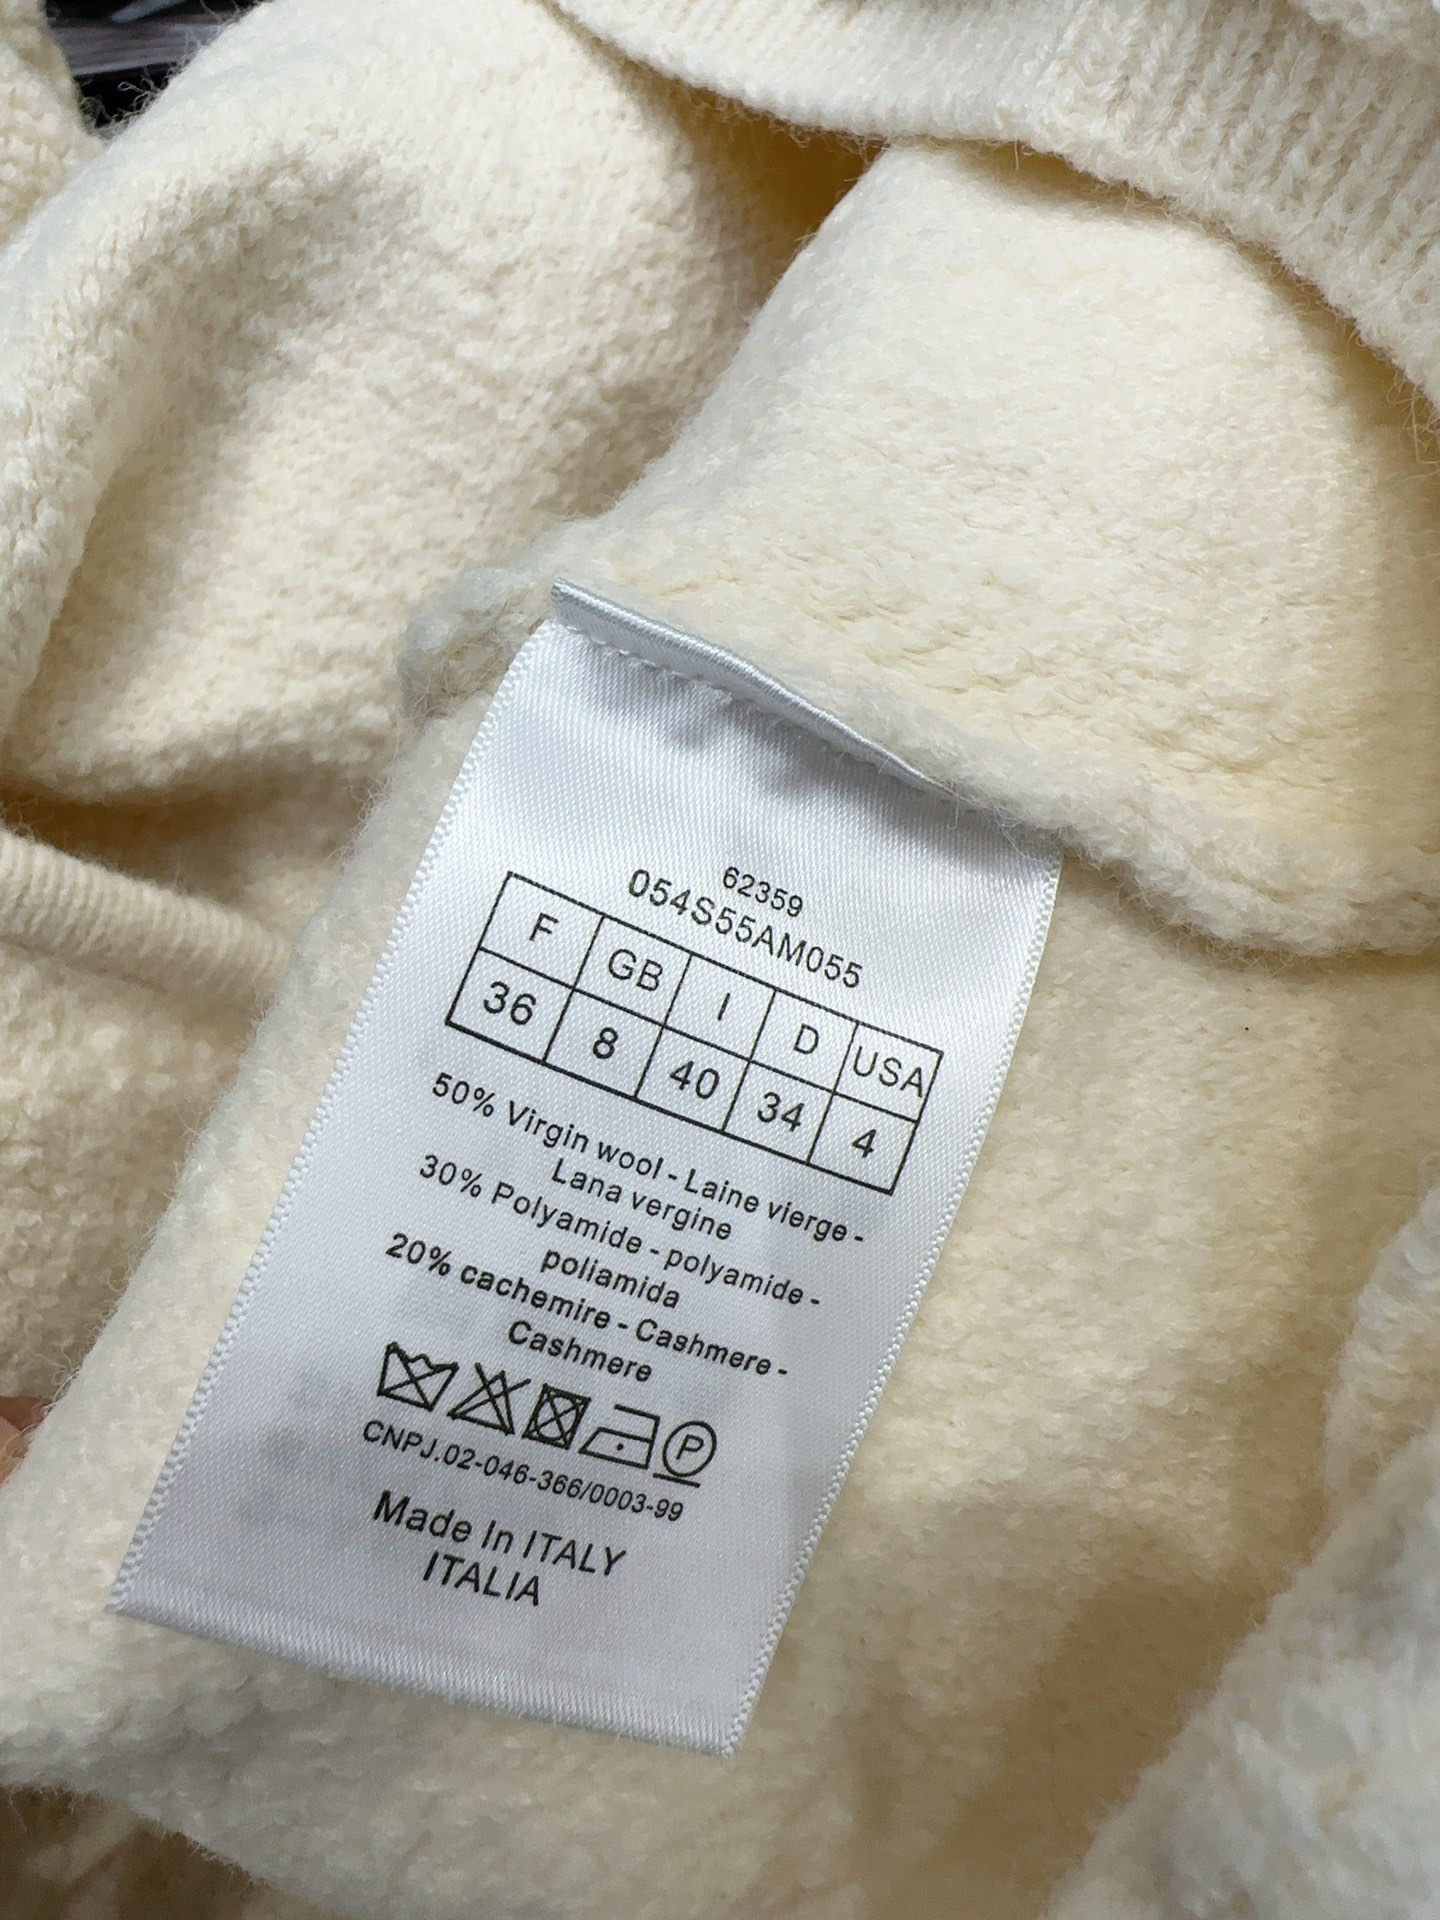 62359
054S55AM055
F GB I D USA
36 8 40 34 4
50% Virgin wool - Laine vierge -
Lana vergine
30% Polyamide - polyamide -
poliamida
20% cachemire - Cashmere -
Cashmere
P
CNPJ.02-046-366/0003-99
Made In ITALY
ITALIA